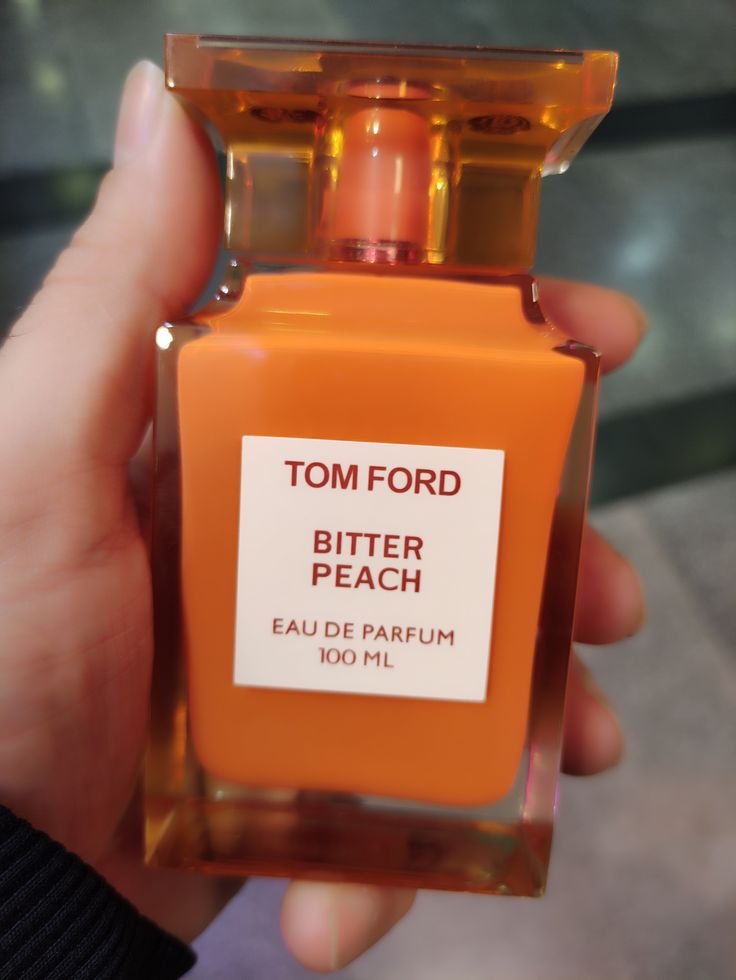 TOM FORD
BITTER
PEACH
EAU DE PARFUM
100 ML